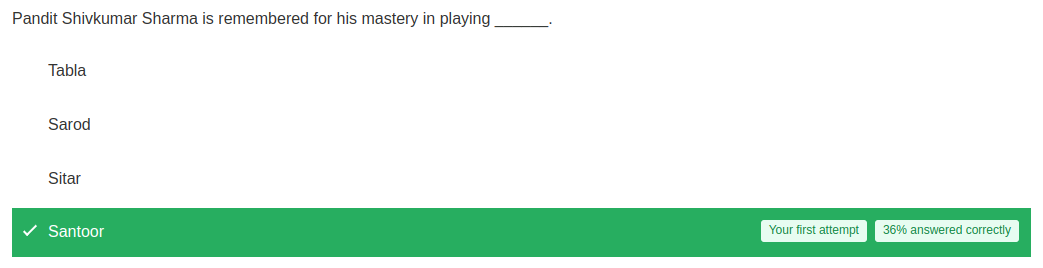 Pandit Shivkumar Sharma is remembered for his mastery in playing ______.
Tabla
Sarod
Sitar
Santoor Your first attempt 36% answered correctly